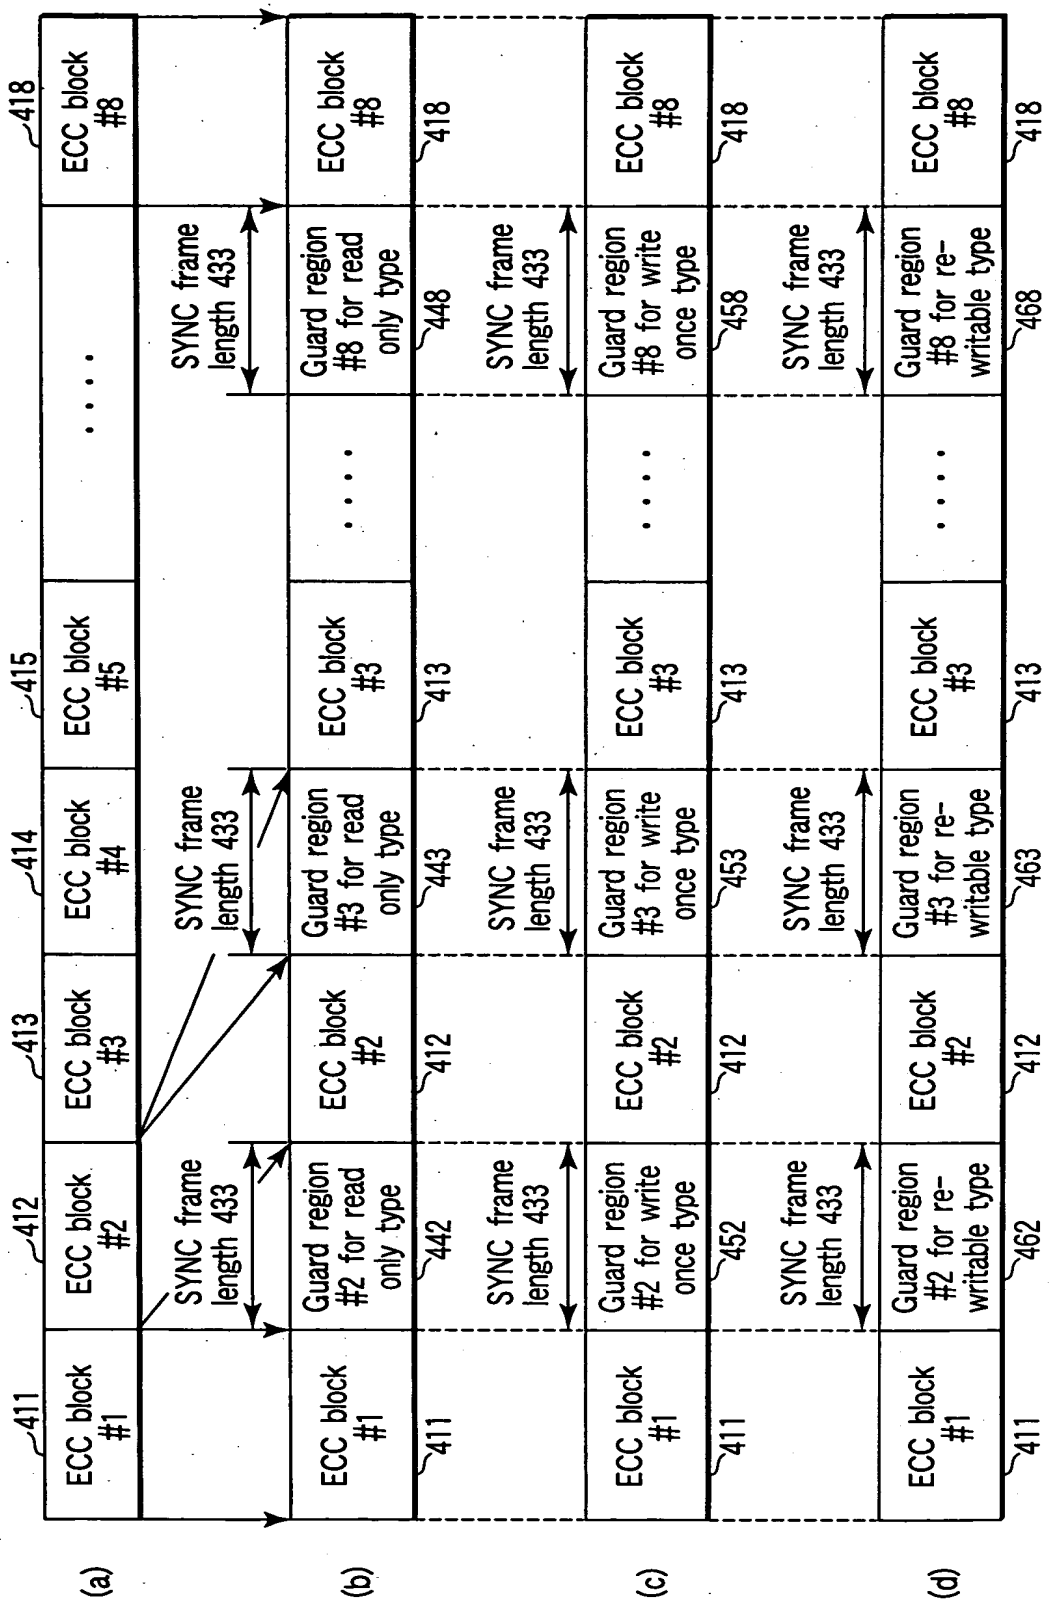 (a)
411
412
413
414
415
418
ECC block
#1
ECC block
#2
ECC block
#3
ECC block
#4
ECC block
#5
. . . .
ECC block
#8
SYNC frame
length 433
SYNC frame
length 433
SYNC frame
length 433
(b)
ECC block
#1
Guard region
#2 for read
only type
ECC block
#2
Guard region
#3 for read
only type
ECC block
#3
. . . .
Guard region
#8 for read
only type
ECC block
#8
411
442
412
443
413
448
418
SYNC frame
length 433
SYNC frame
length 433
SYNC frame
length 433
(c)
ECC block
#1
Guard region
#2 for write
once type
ECC block
#2
Guard region
#3 for write
once type
ECC block
#3
. . . .
Guard region
#8 for write
once type
ECC block
#8
411
452
412
453
413
458
418
SYNC frame
length 433
SYNC frame
length 433
SYNC frame
length 433
(d)
ECC block
#1
Guard region
#2 for re-
writable type
ECC block
#2
Guard region
#3 for re-
writable type
ECC block
#3
. . . .
Guard region
#8 for re-
writable type
ECC block
#8
411
462
412
463
413
468
418